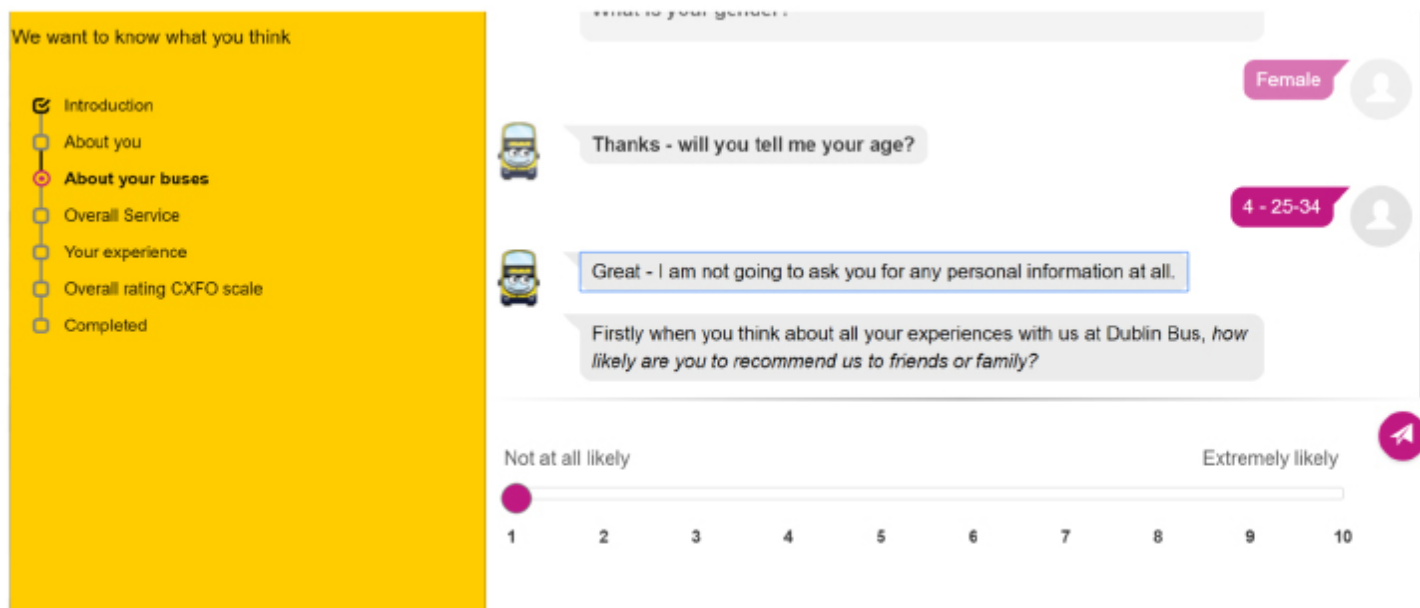 We want to know what you think
Introduction
About you
About your buses
Overall Service
Your experience
Overall rating CXFO scale
Completed
What is your gender?
Female
Thanks - will you tell me your age?
4 - 25-34
Great - I am not going to ask you for any personal information at all.
Firstly when you think about all your experiences with us at Dublin Bus, how
likely are you to recommend us to friends or family?
Not at all likely
Extremely likely
1 2 3 4 5 6 7 8 9 10